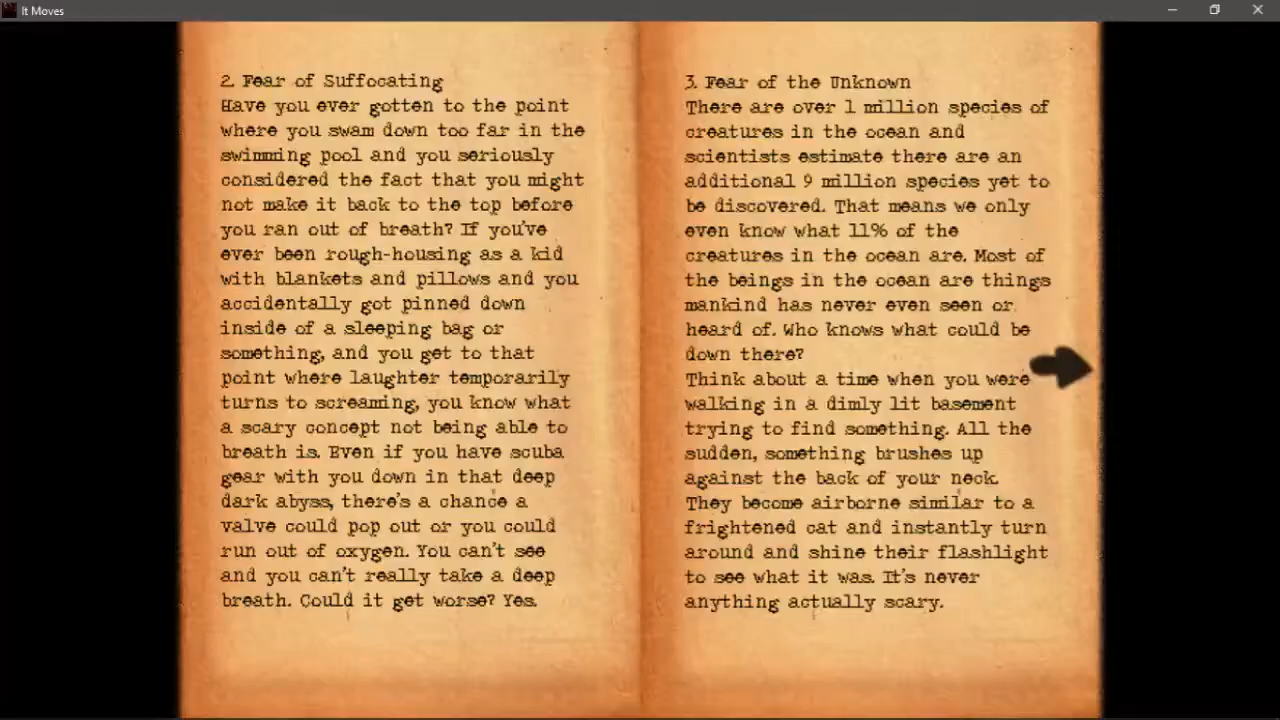 It Moves
2. Fear of Suffocating
Have you ever gotten to the point
where you swam down too far in the
swimming pool and you seriously
considered the fact that you might
not make it back to the top before
you ran out of breath? If you've
ever been rough-housing as a kid
with blankets and pillows and you
accidentally got pinned down
inside of a sleeping bag or
something, and you get to that
point where laughter temporarily
turns to screaming, you know what
a scary concept not being able to
breath is. Even if you have scuba
gear with you down in that deep
dark abyss, there's a chance a
valve could pop out or you could
run out of oxygen. You can't see
and you can't really take a deep
breath. Could it get worse? Yes.
3. Fear of the Unknown
There are over 1 million species of
creatures in the ocean and
scientists estimate there are an
additional 9 million species yet to
be discovered. That means we only
even know what 11% of the
creatures in the ocean are. Most of
the beings in the ocean are things
mankind has never even seen or
heard of. Who knows what could be
down there?
Think about a time when you were
walking in a dimly lit basement
trying to find something. All the
sudden, something brushes up
against the back of your neck.
They become airborne similar to a
frightened cat and instantly turn
around and shine their flashlight
to see what it was. It's never
anything actually scary.